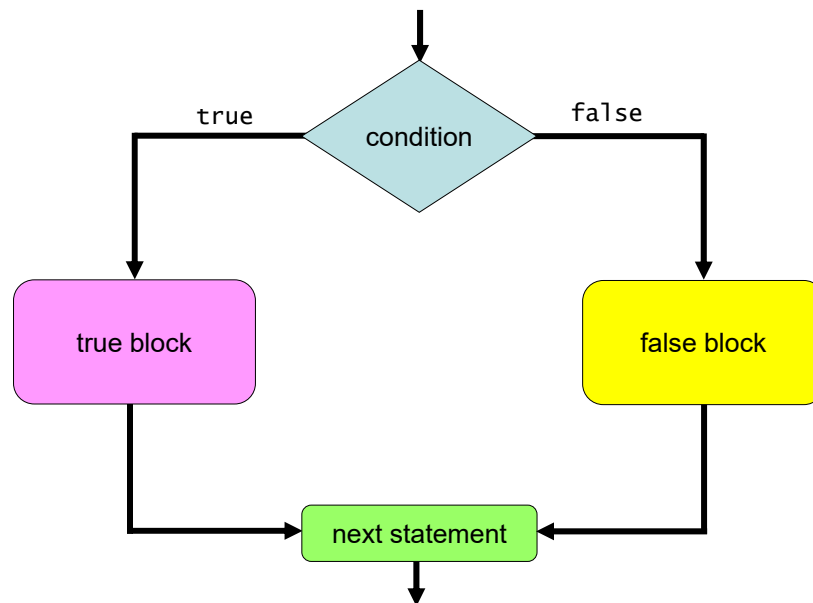 true
false
condition
true block
false block
next statement